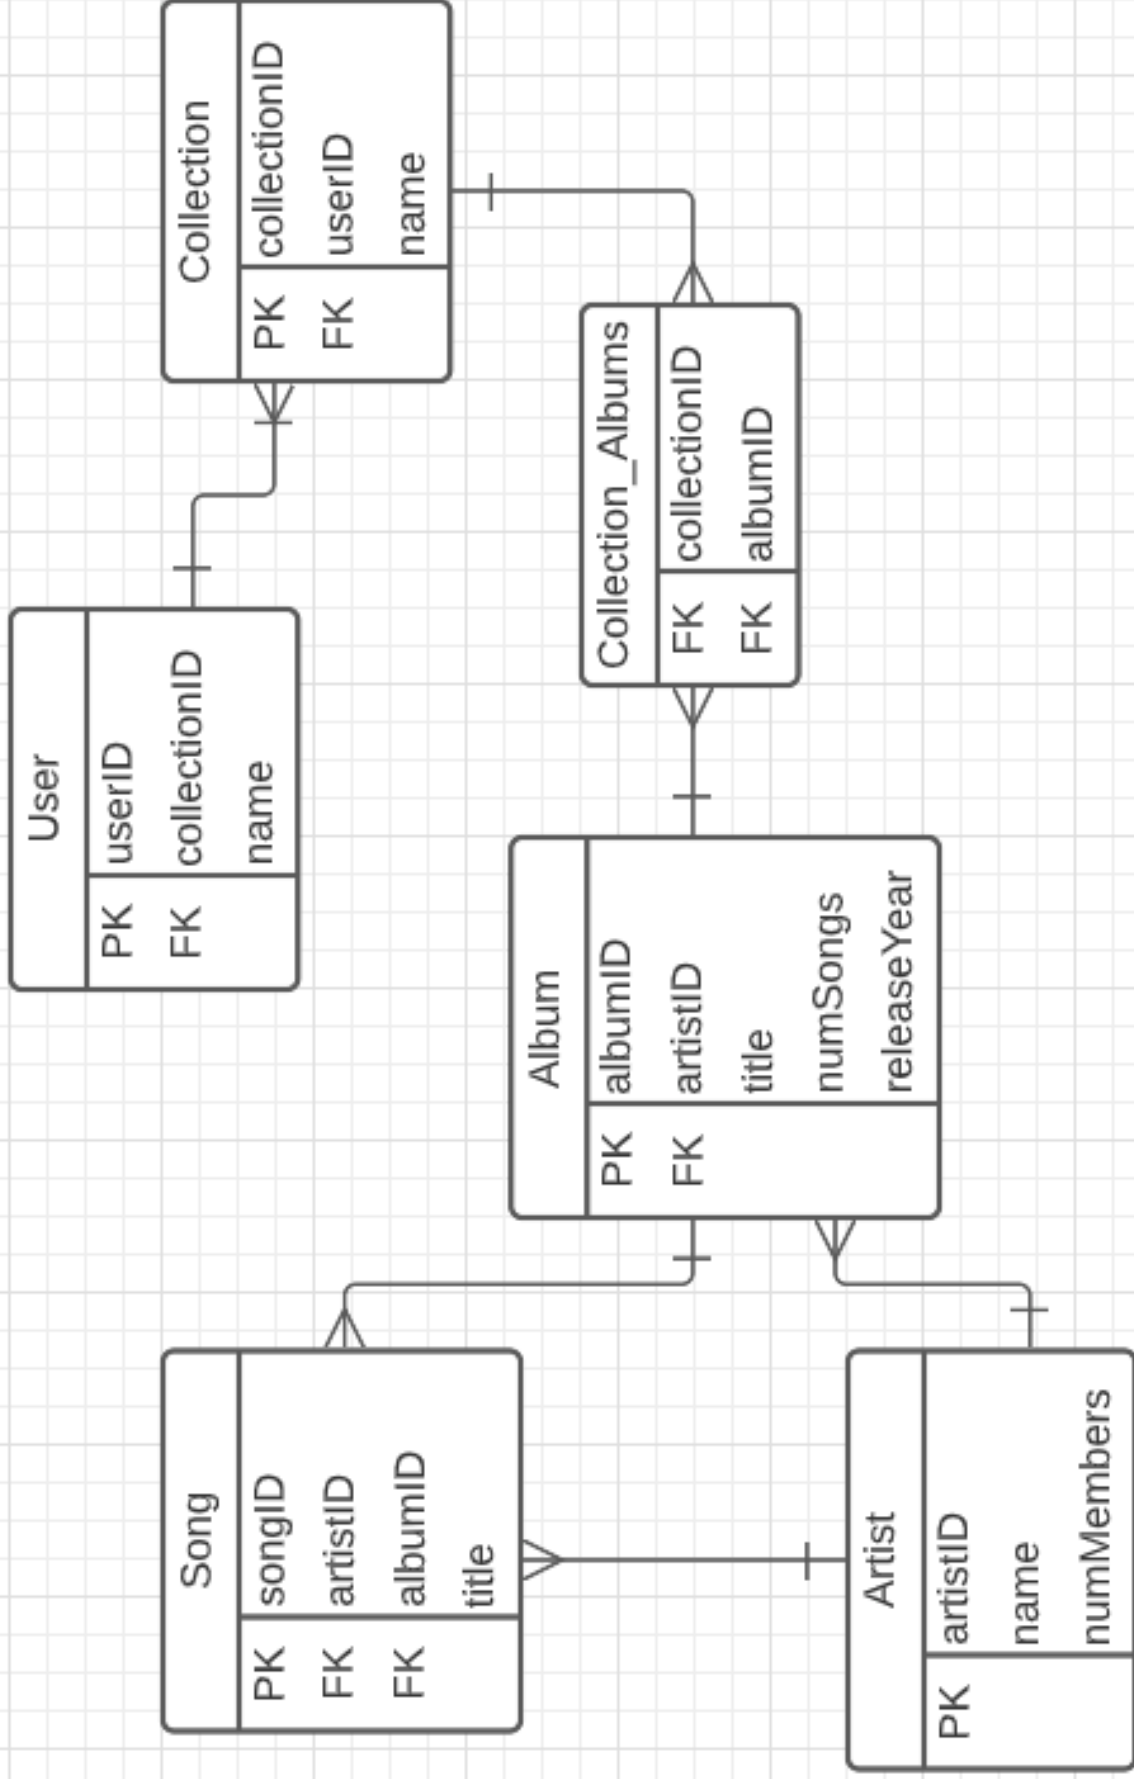 User
PK userID
FK collectionID
name
Collection
PK collectionID
FK userID
name
Song
PK songID
FK artistID
FK albumID
title
Album
PK albumID
FK artistID
title
numSongs
releaseYear
Collection_Albums
FK collectionID
FK albumID
Artist
PK artistID
name
numMembers